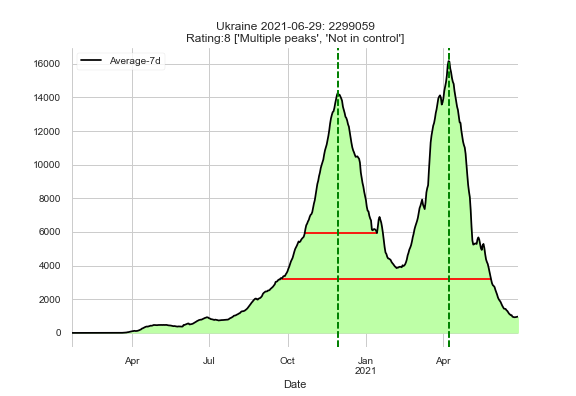 Ukraine 2021-06-29: 2299059
Rating:8 ['Multiple peaks', 'Not in control']
Average-7d
16000
14000
12000
10000
8000
6000
4000
2000
0
Apr
Jul
Oct
Jan
2021
Apr
Date